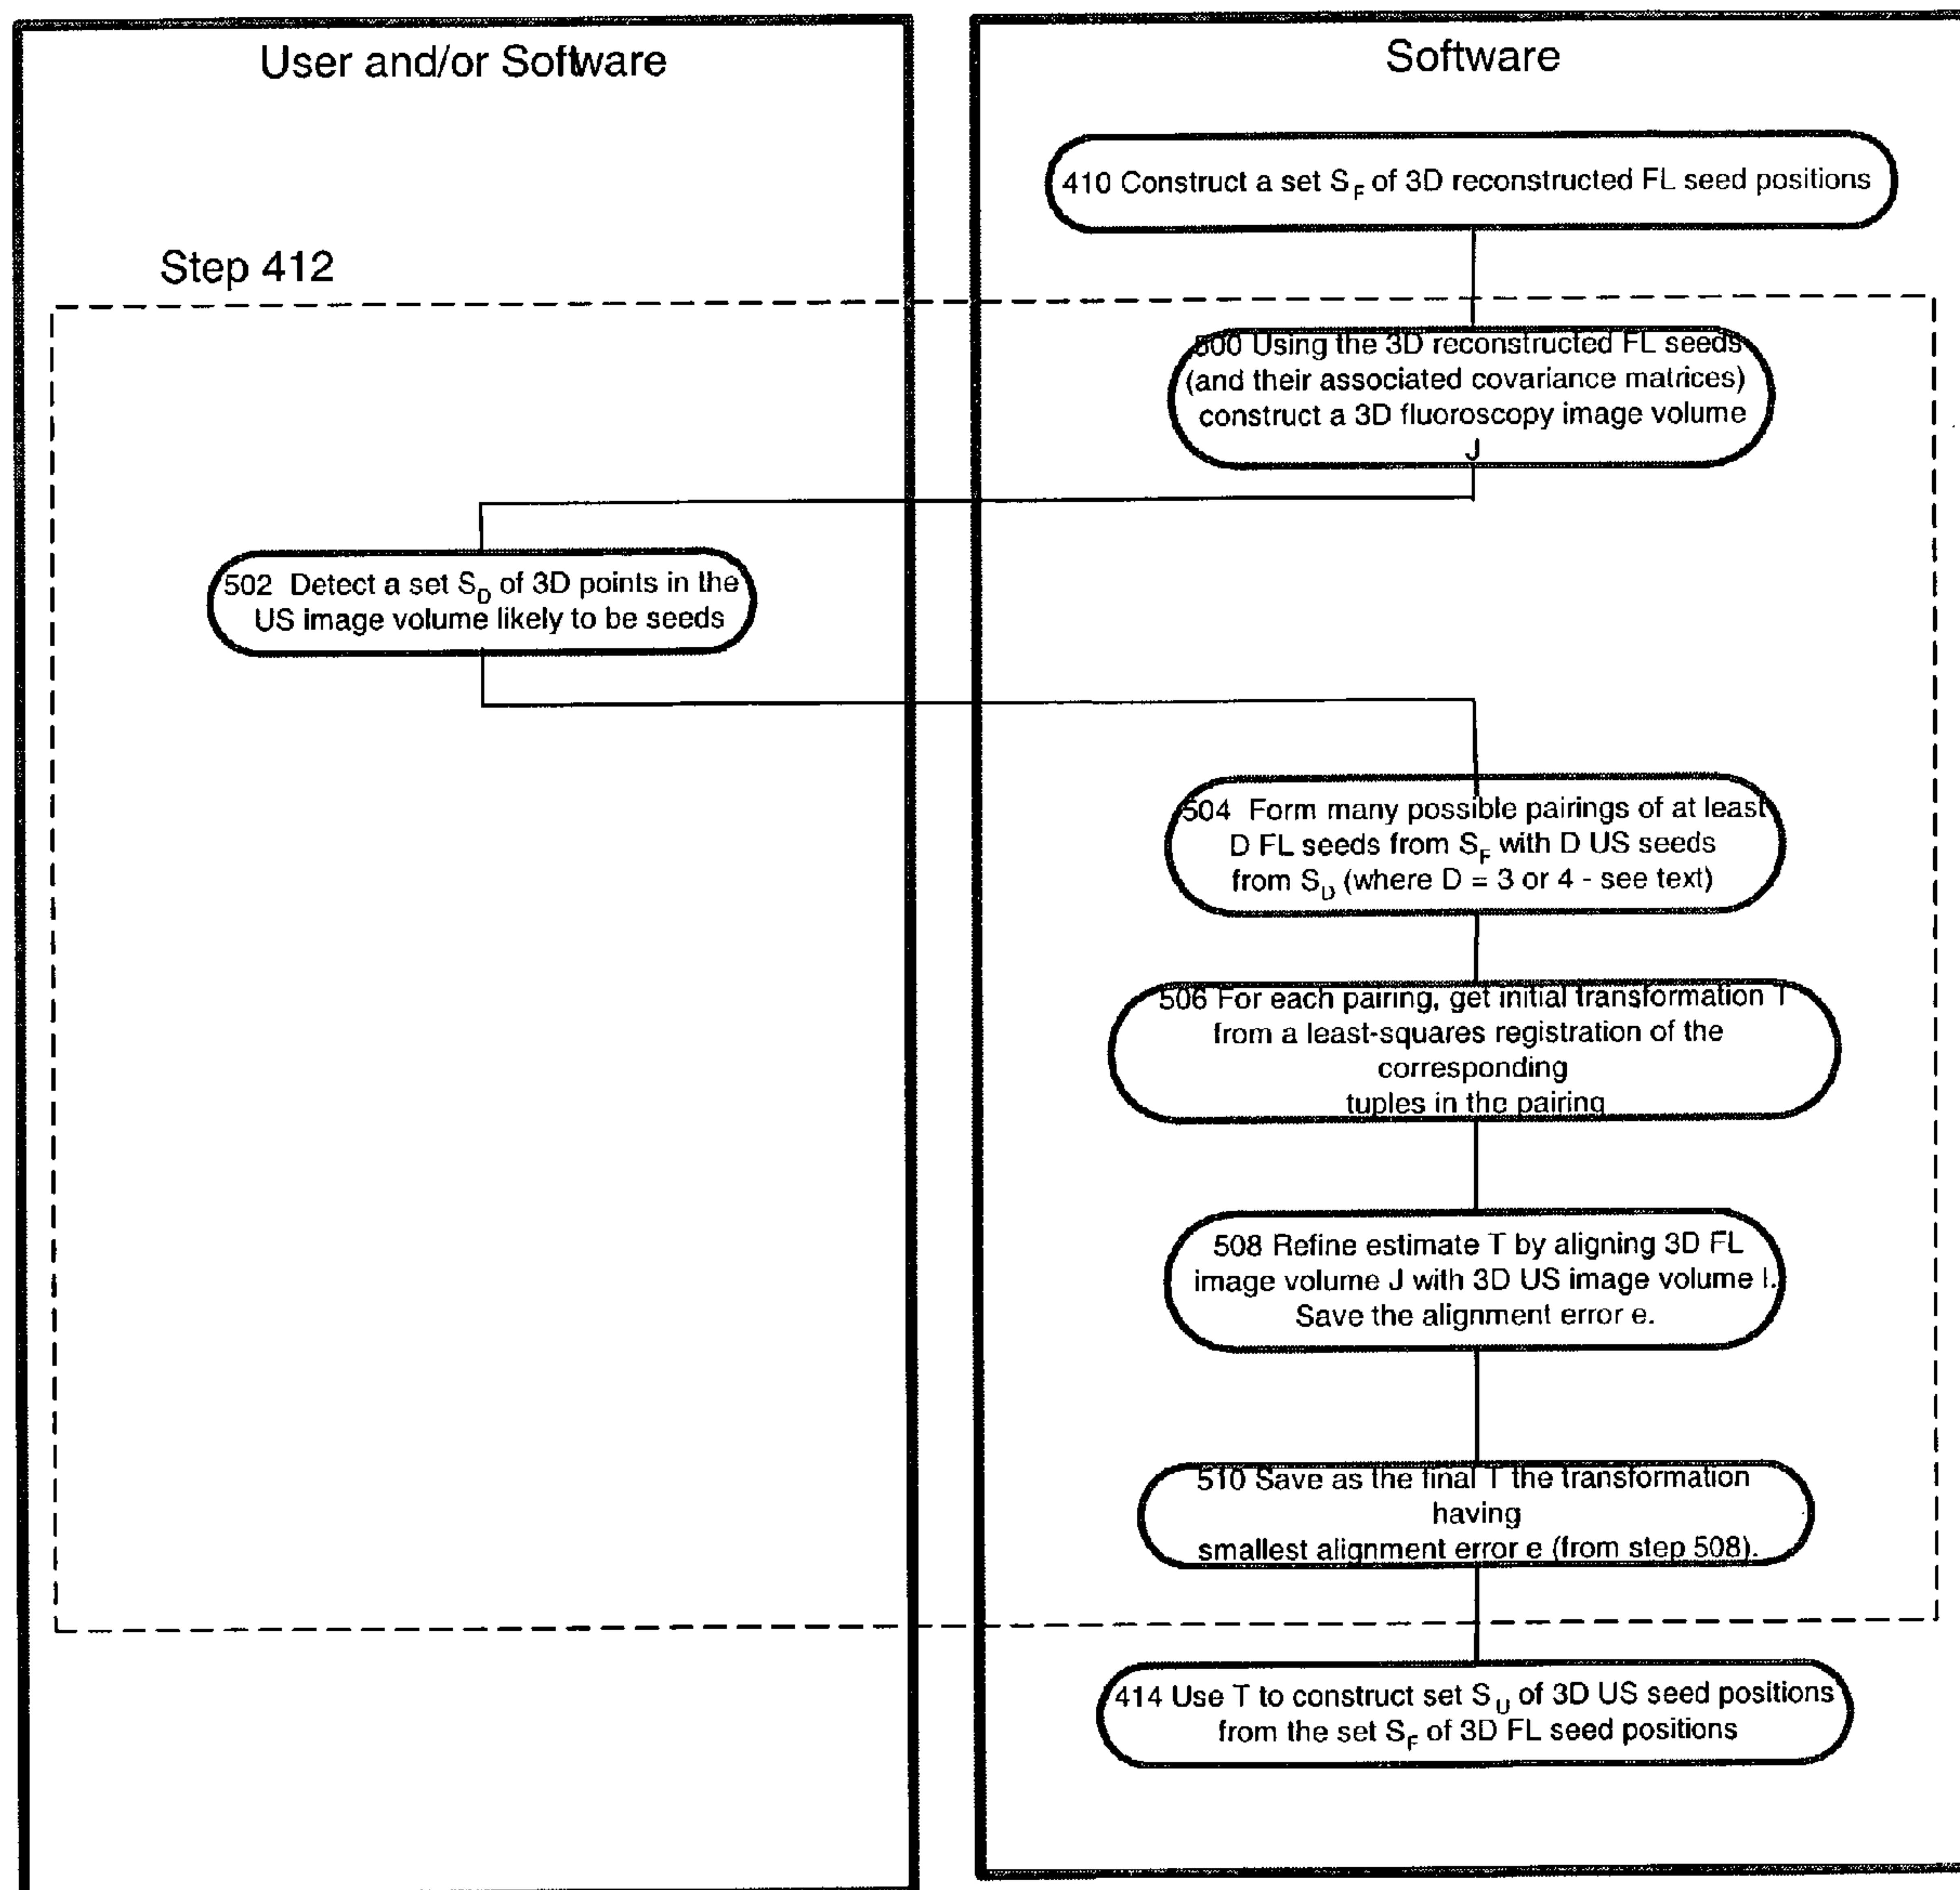 User and/or Software
Software
410 Construct a set S_F of 3D reconstructed FL seed positions
Step 412
500 Using the 3D reconstructed FL seeds
(and their associated covariance matrices)
construct a 3D fluoroscopy image volume
J
502 Detect a set S_D of 3D points in the
US image volume likely to be seeds
504 Form many possible pairings of at least
D FL seeds from S_F with D US seeds
from S_D (where D = 3 or 4 - see text)
506 For each pairing, get initial transformation T
from a least-squares registration of the
corresponding
tuples in the pairing
508 Refine estimate T by aligning 3D FL
image volume J with 3D US image volume I.
Save the alignment error e.
510 Save as the final T the transformation
having
smallest alignment error e (from step 508).
414 Use T to construct set S_U of 3D US seed positions
from the set S_F of 3D FL seed positions